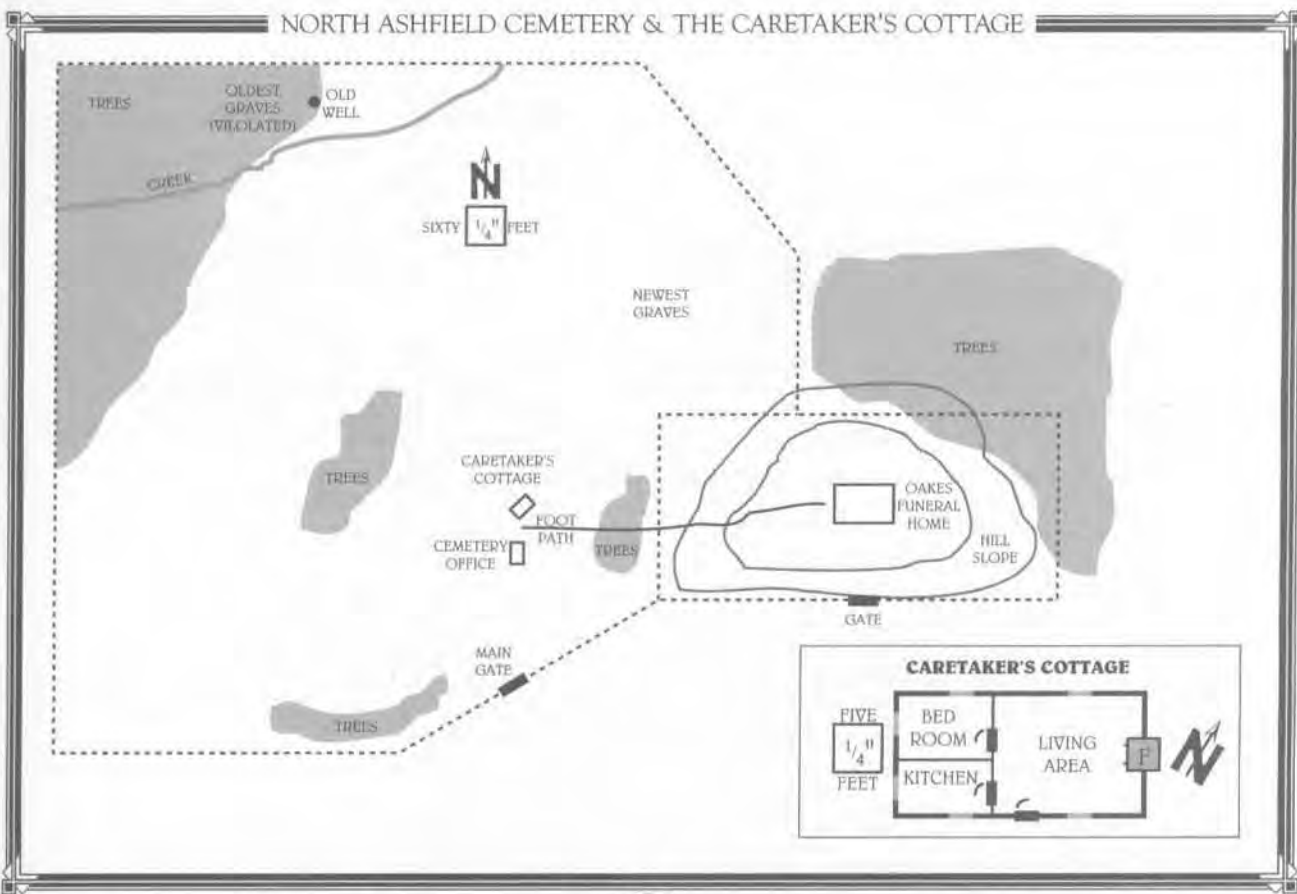 NORTH ASHFIELD CEMETERY & THE CARETAKER'S COTTAGE
TREES
OLDEST
GRAVES
(VILOLATED)
OLD
WELL
CREEK
N
SIXTY 1/4" FEET
NEWEST
GRAVES
TREES
TREES
CARETAKER'S
COTTAGE
FOOT
PATH
CEMETERY
OFFICE
TREES
OAKES
FUNERAL
HOME
HILL
SLOPE
GATE
MAIN
GATE
TREES
CARETAKER'S COTTAGE
FIVE
1/4"
FEET
BED
ROOM
KITCHEN
LIVING
AREA
F
N